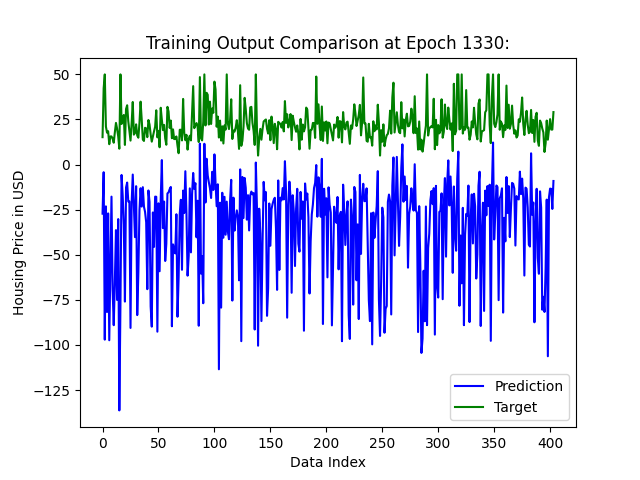 Training Output Comparison at Epoch 1330:
Housing Price in USD
50
25
0
−25
−50
−75
−100
−125
0 50 100 150 200 250 300 350 400
Data Index
Prediction
Target